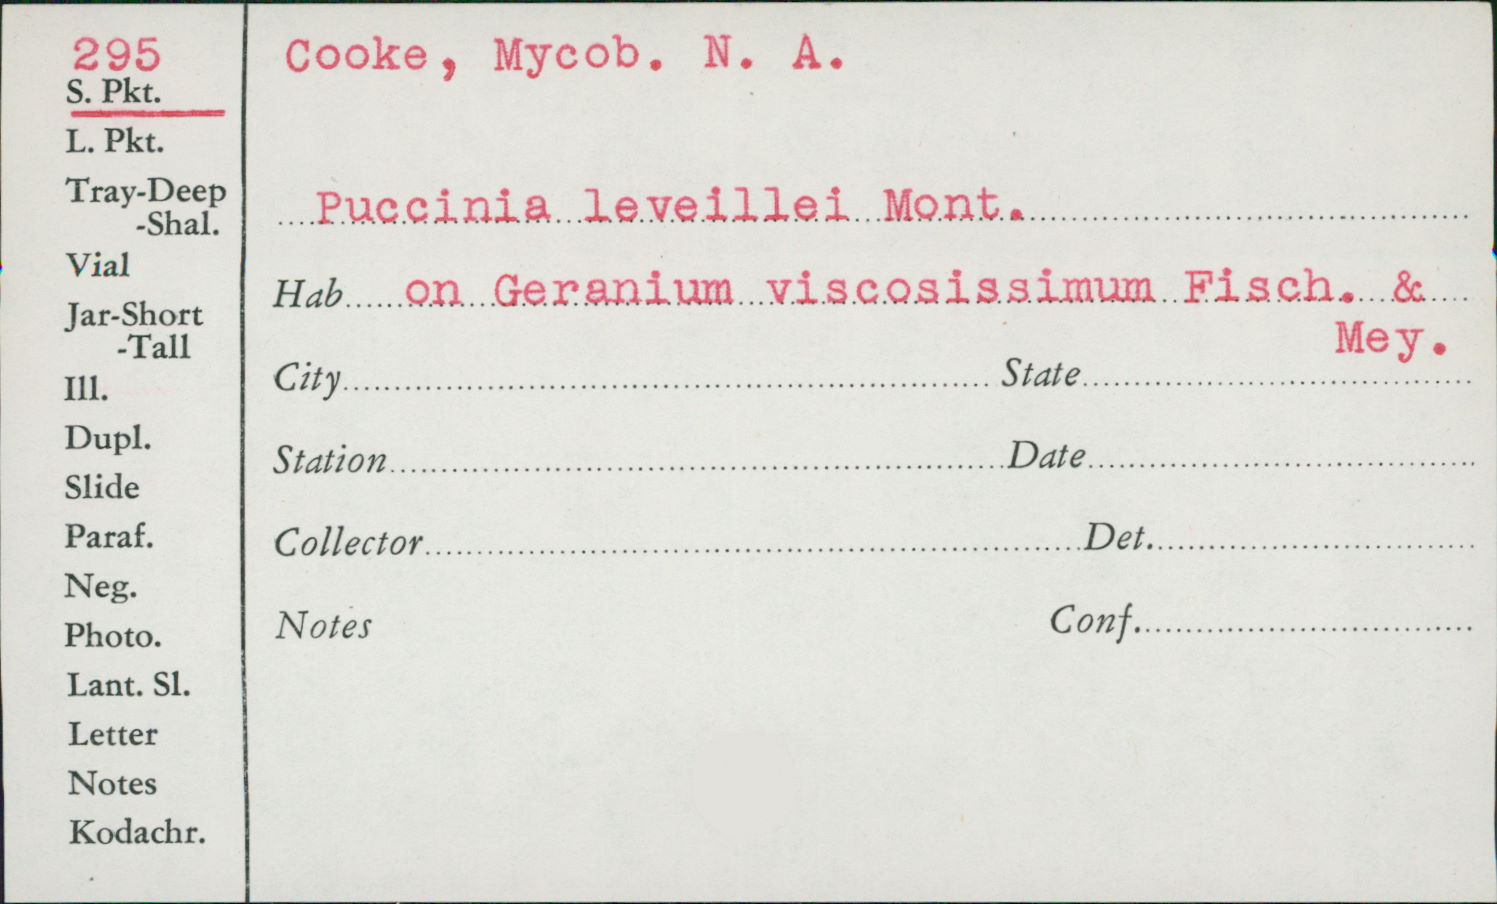 295
S. Pkt.
L. Pkt.
Tray-Deep
-Shal.
Vial
Jar-Short
-Tall
Ill.
Dupl.
Slide
Paraf.
Neg.
Photo.
Lant. Sl.
Letter
Notes
Kodachr.
Cooke, Mycob. N. A.
Puccinia leveillei Mont.
Hab on Geranium viscosissimum Fisch. &
Mey.
City State
Station Date
Collector Det.
Notes Conf.